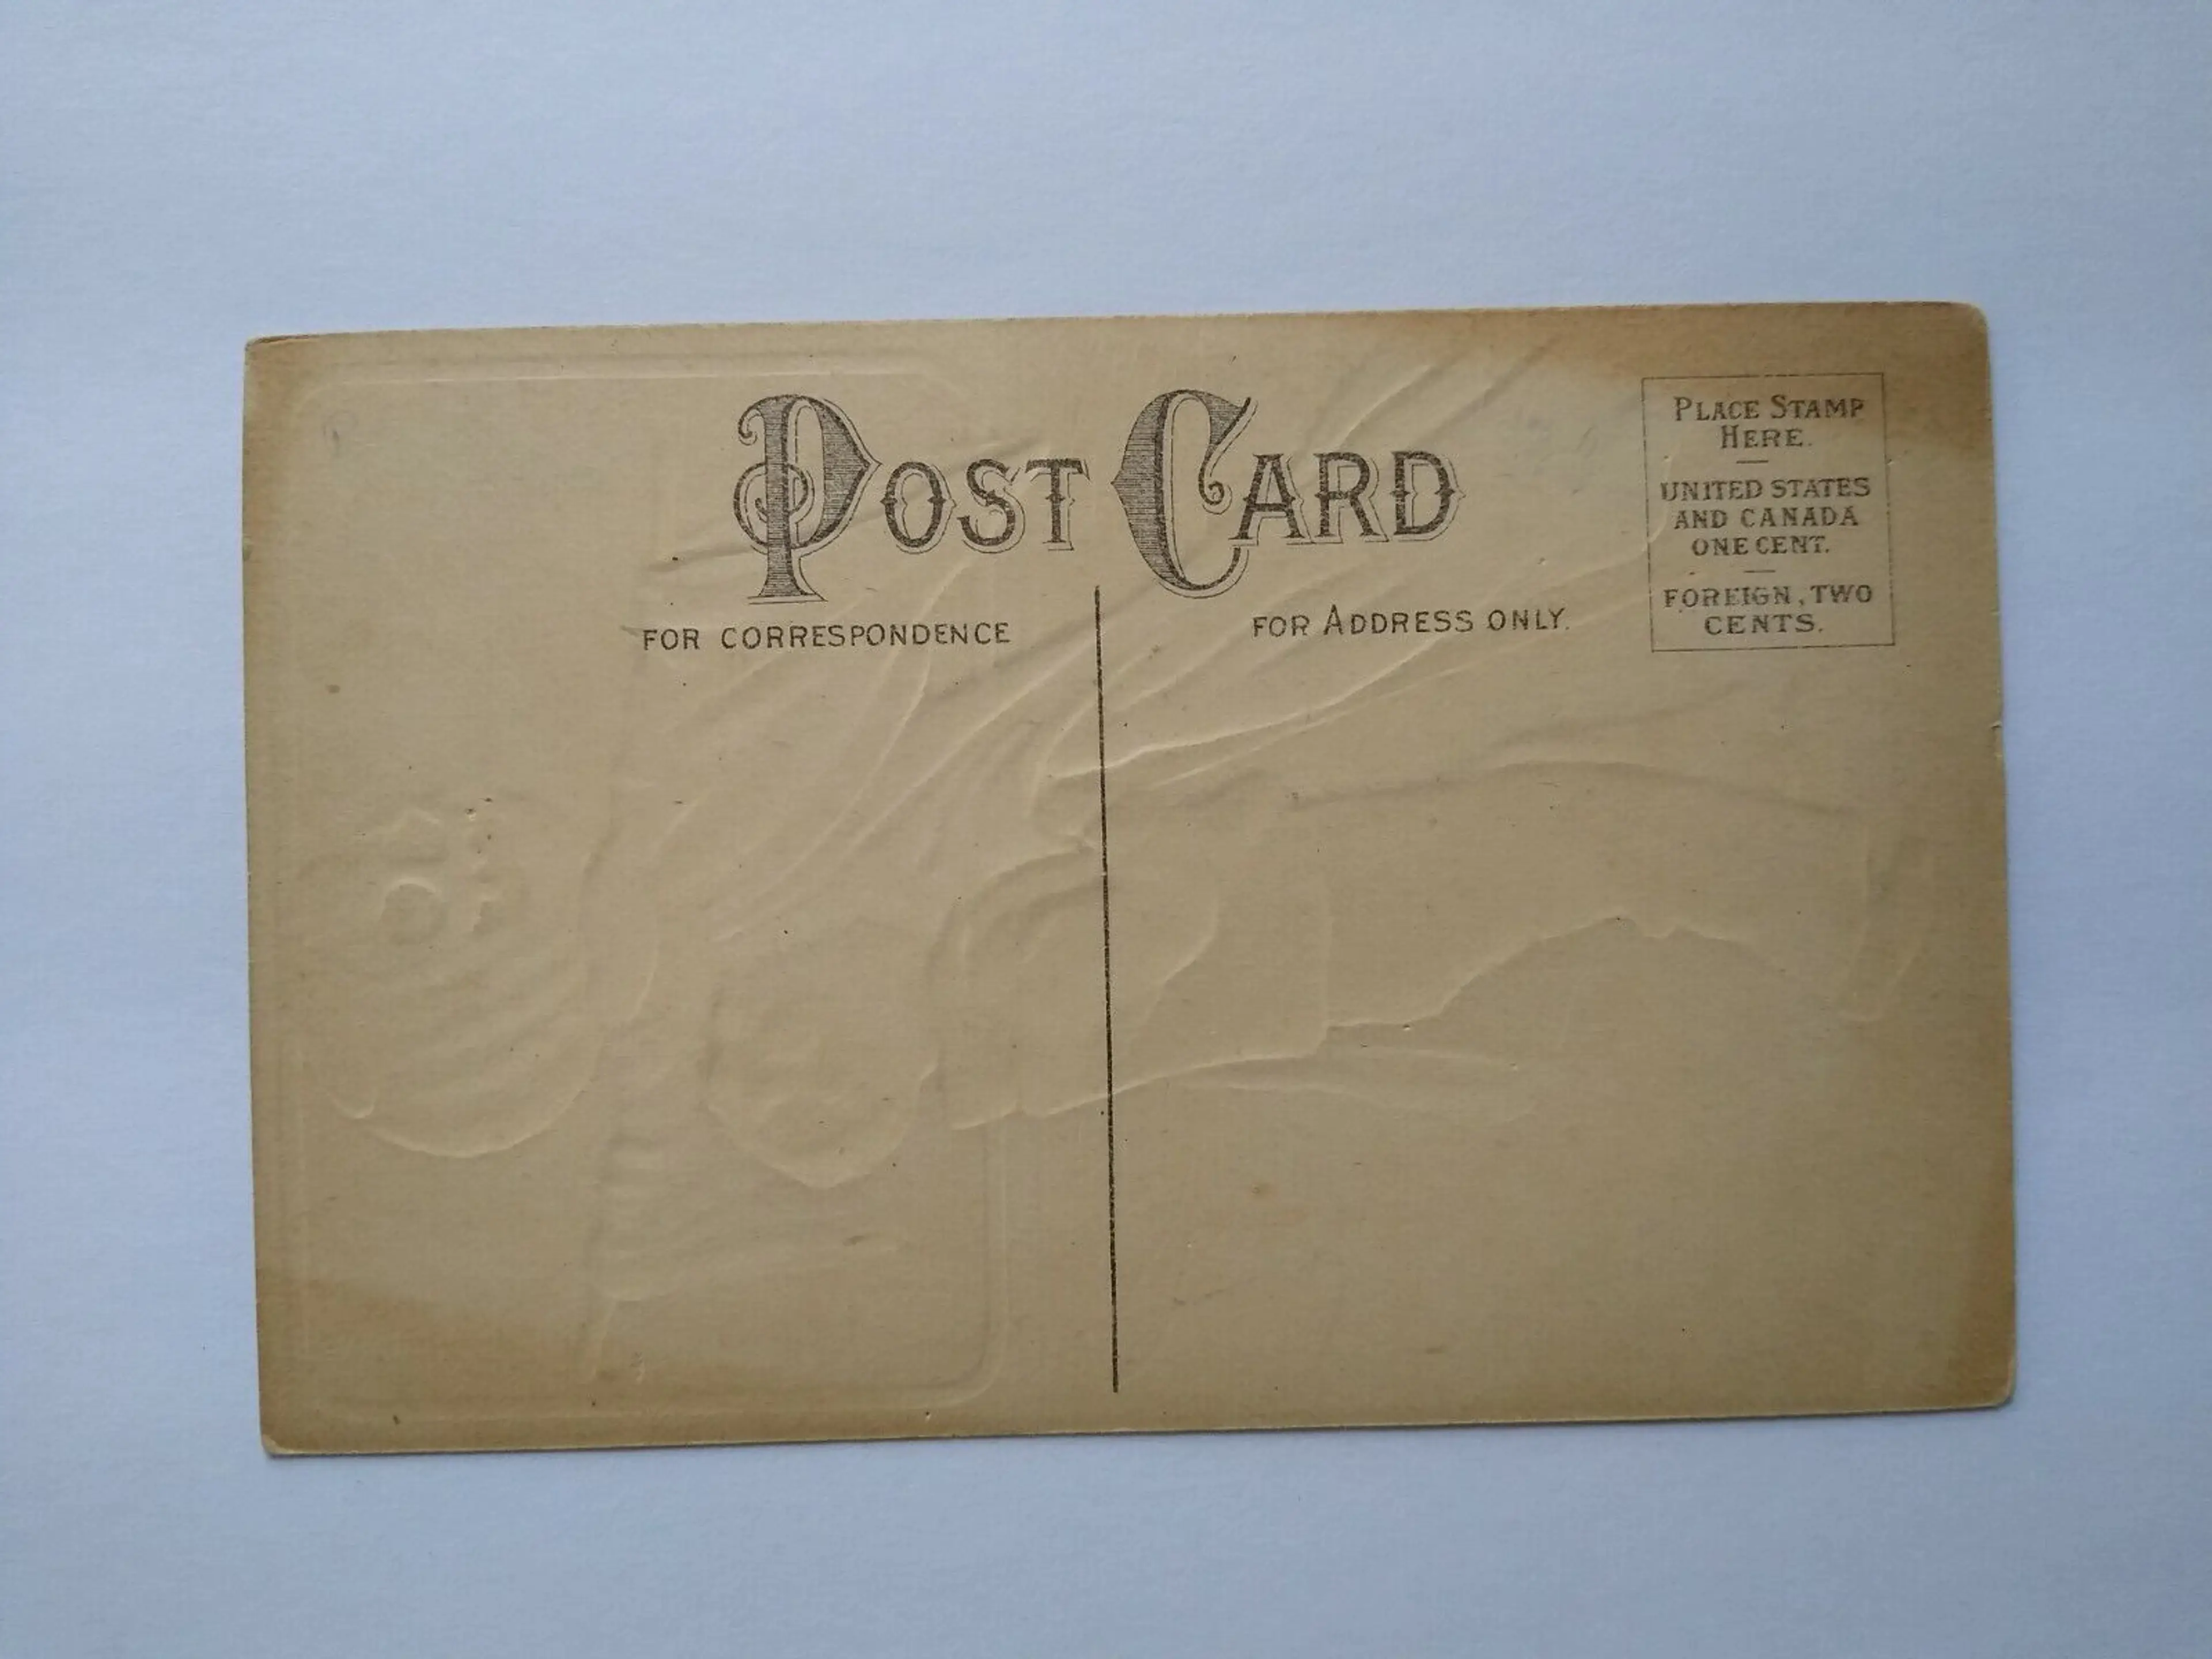 POST CARD
FOR CORRESPONDENCE
FOR ADDRESS ONLY.
PLACE STAMP
HERE.
UNITED STATES
AND CANADA
ONE CENT.
FOREIGN, TWO
CENTS.